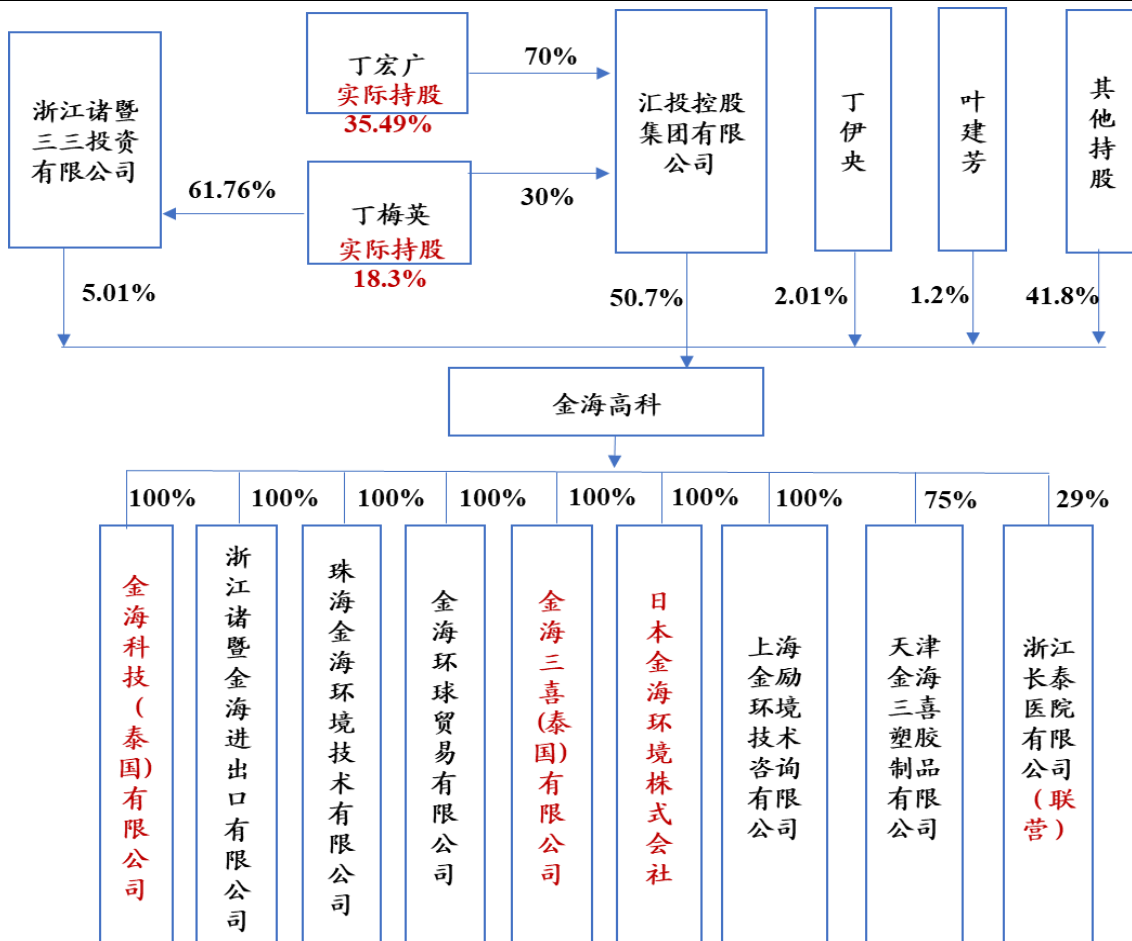 浙江诸暨
三三投资
有限公司
丁宏广
实际持股
35.49%
70%
汇投控股
集团有限
公司
丁伊央
叶建芳
其他持股
61.76%
丁梅英
实际持股
18.3%
30%
5.01%
50.7%
2.01%
1.2%
41.8%
金海高科
100%
100%
100%
100%
100%
100%
100%
75%
29%
金海科技(泰国)有限公司
浙江诸暨金海进出口有限公司
珠海金海环境技术有限公司
金海环球贸易有限公司
金海三喜(泰国)有限公司
日本金海环境株式会社
上海
金励
环境
技术
咨询
有限
公司
天津
金海
三喜
塑胶
制品
有限
公司
浙江
长泰
医院
有限
公司
(联
营)